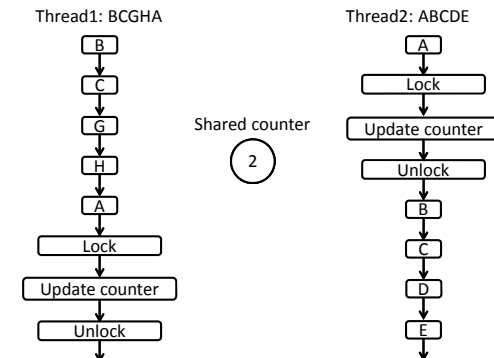 Thread1: BCGHA
B
C
G
H
A
Lock
Update counter
Unlock
Shared counter
2
Thread2: ABCDE
A
Lock
Update counter
Unlock
B
C
D
E